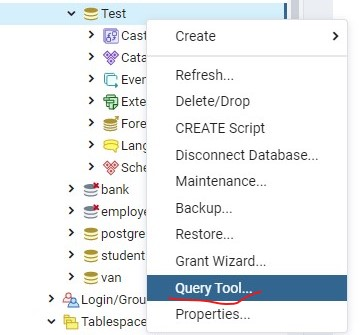 Test
Cast
Cata
Even
Exte
Fore
Lang
Sche
bank
employe
postgre
student
van
Login/Grou
Tablespace
Create
Refresh...
Delete/Drop
CREATE Script
Disconnect Database...
Maintenance...
Backup...
Restore...
Grant Wizard...
Query Tool...
Properties...